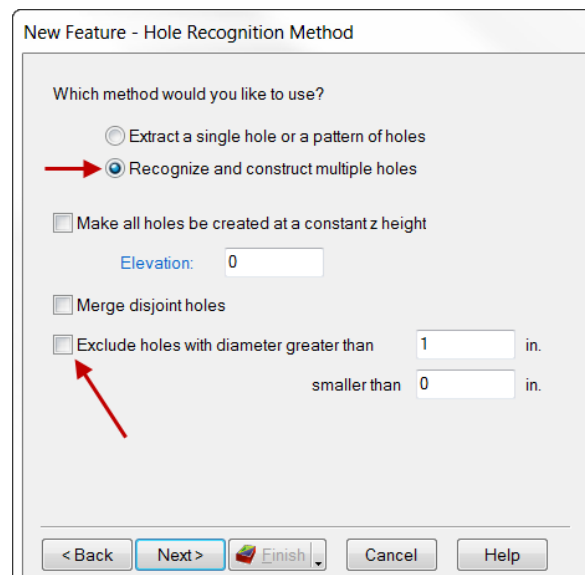 New Feature - Hole Recognition Method
Which method would you like to use?
Extract a single hole or a pattern of holes
Recognize and construct multiple holes
Make all holes be created at a constant z height
Elevation: 0
Merge disjoint holes
Exclude holes with diameter greater than 1 in.
smaller than 0 in.
< Back Next > Finish Cancel Help